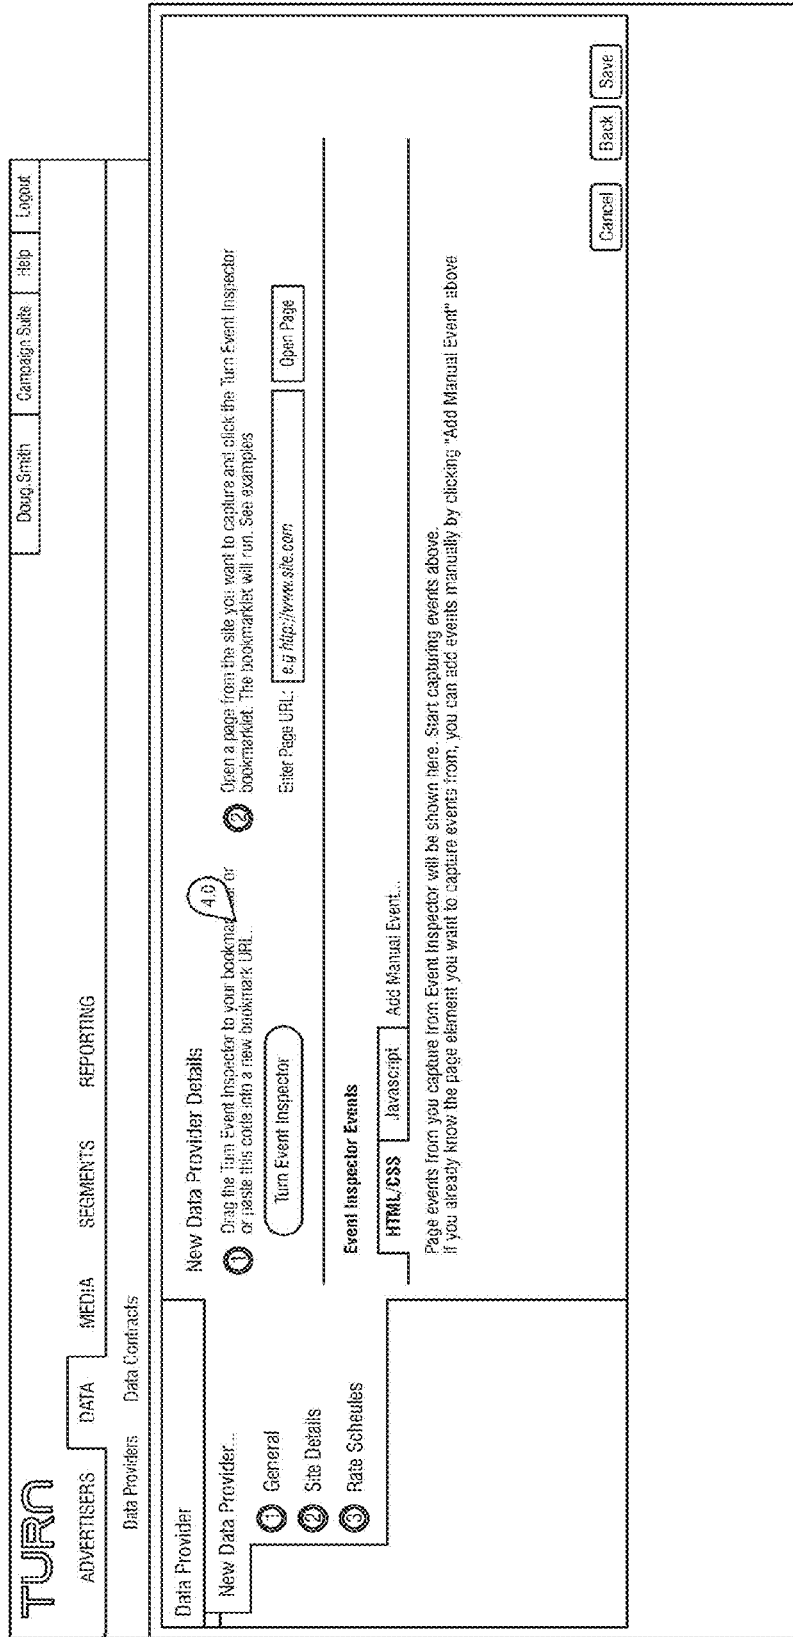 TURN
Doug Smith
Campaign Suite
Help
Logout
ADVERTISERS
DATA
MEDIA
SEGMENTS
REPORTING
Data Providers
Data Contracts
Data Provider
New Data Provider...
1 General
2 Site Details
3 Rate Scheules
New Data Provider Details
1 Drag the Turn Event Inspector to your bookmar or
or paste this code into a new bookmark URL...
4.0
Turn Event Inspector
2 Open a page from the site you want to capture and click the Turn Event Inspector
bookmarklet. The bookmarklet will run. See examples
Enter Page URL:
e.g http://www.site.com
Open Page
Event Inspector Events
HTML/CSS
Javascript
Add Manual Event...
Page events from you capture from Event Inspector will be shown here. Start capturing events above.
If you already know the page element you want to capture events from, you can add events manually by clicking "Add Manual Event" above
Cancel
Back
Save